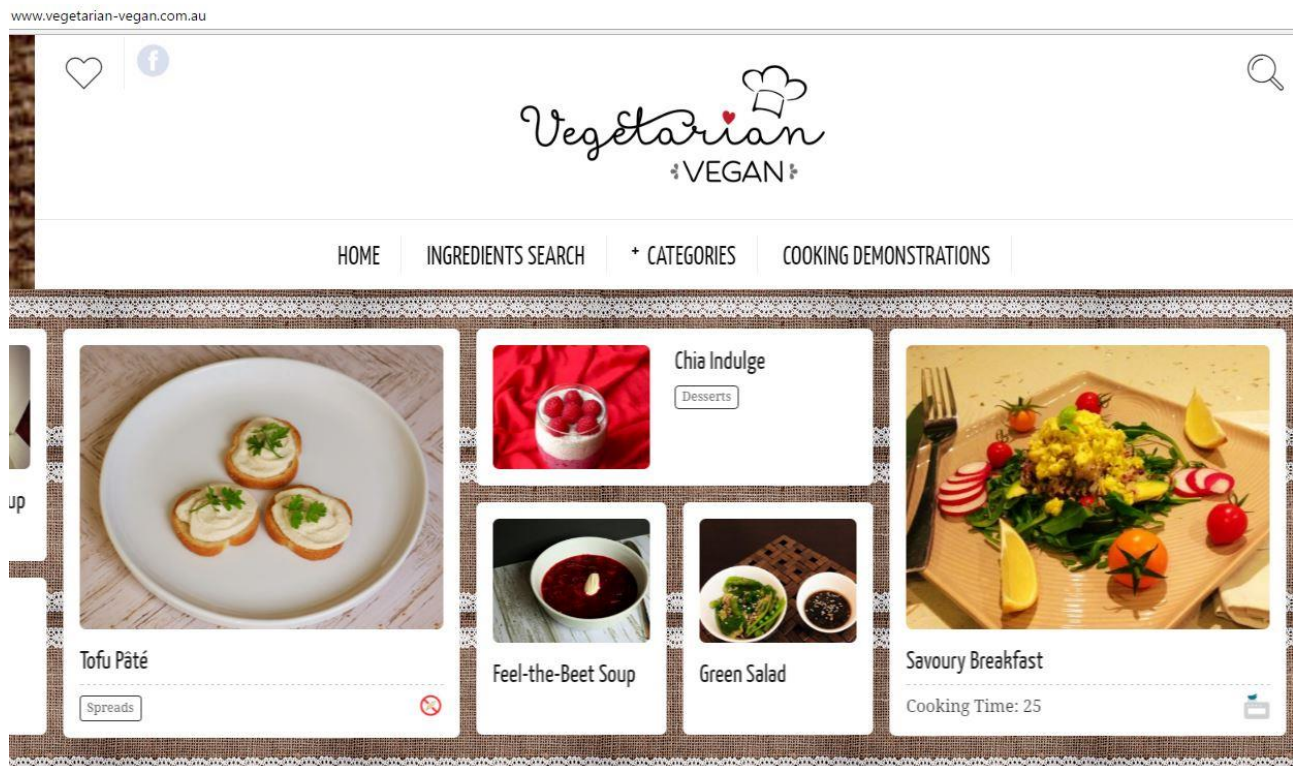 www.vegetarian-vegan.com.au
Vegetarian
VEGAN
HOME
INGREDIENTS SEARCH
+ CATEGORIES
COOKING DEMONSTRATIONS
up
Tofu Pâté
Spreads
Chia Indulge
Desserts
Feel-the-Beet Soup
Green Salad
Savoury Breakfast
Cooking Time: 25